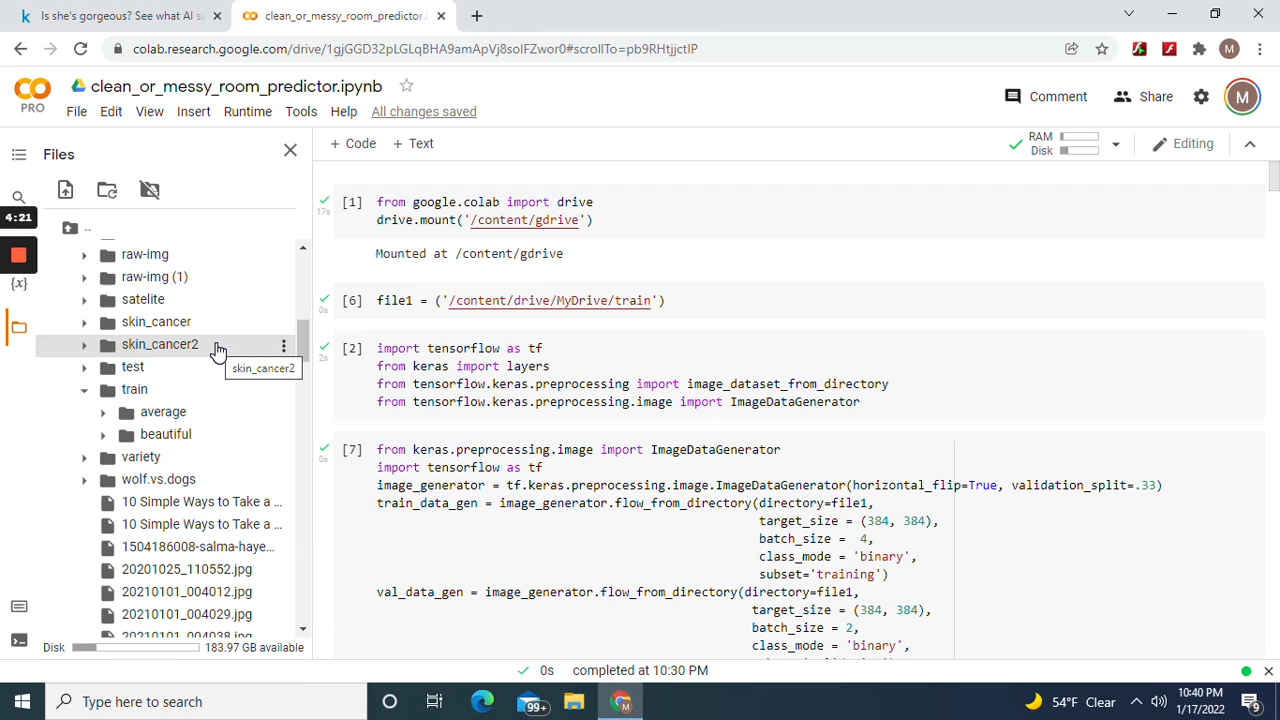 Is she's gorgeous? See what AI sa
clean_or_messy_room_predictor.i
colab.research.google.com/drive/1gjGGD32pLGLqBHA9amApVj8solFZwor0#scrollTo=pb9RHtjjctIP
M
clean_or_messy_room_predictor.ipynb
PRO
File Edit View Insert Runtime Tools Help All changes saved
Comment
Share
M
Files
+ Code + Text
RAM
Disk
Editing
4:21
{x}
..
raw-img
raw-img (1)
satelite
skin_cancer
skin_cancer2
skin_cancer2
test
train
average
beautiful
variety
wolf.vs.dogs
10 Simple Ways to Take a ...
10 Simple Ways to Take a ...
1504186008-salma-haye...
20201025_110552.jpg
20210101_004012.jpg
20210101_004029.jpg
20210101_004038.jpg
Disk 183.97 GB available
[1] from google.colab import drive
17s
drive.mount('/content/gdrive')
Mounted at /content/gdrive
[6] file1 = ('/content/drive/MyDrive/train')
0s
[2] import tensorflow as tf
2s
from keras import layers
from tensorflow.keras.preprocessing import image_dataset_from_directory
from tensorflow.keras.preprocessing.image import ImageDataGenerator
[7] from keras.preprocessing.image import ImageDataGenerator
0s
import tensorflow as tf
image_generator = tf.keras.preprocessing.image.ImageDataGenerator(horizontal_flip=True, validation_split=.33)
train_data_gen = image_generator.flow_from_directory(directory=file1,
target_size = (384, 384),
batch_size = 4,
class_mode = 'binary',
subset='training')
val_data_gen = image_generator.flow_from_directory(directory=file1,
target_size = (384, 384),
batch_size = 2,
class_mode = 'binary',
0s completed at 10:30 PM
Type here to search
99+
54°F Clear
10:40 PM
1/17/2022
9